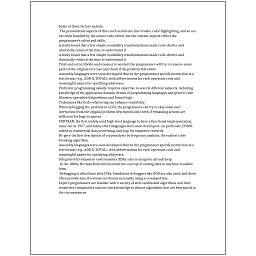 Some of these factors include:
The presentation aspects of this (such as indents, line breaks, color highlighting, and so on)
are often handled by the source code editor, but the content aspects reflect the
programmer's talent and skills.
A study found that a few simple readability transformations made code shorter and
drastically reduced the time to understand it.
A study found that a few simple readability transformations made code shorter and
drastically reduced the time to understand it.
Trial-and-error/divide-and-conquer is needed: the programmer will try to remove some
parts of the original test case and check if the problem still exists.
Assembly languages were soon developed that let the programmer specify instruction in a
text format (e.g., ADD X, TOTAL), with abbreviations for each operation code and
meaningful names for specifying addresses.
Proficient programming usually requires expertise in several different subjects, including
knowledge of the application domain, details of programming languages and generic code
libraries, specialized algorithms, and formal logic.
Techniques like Code refactoring can enhance readability.
When debugging the problem in a GUI, the programmer can try to skip some user
interaction from the original problem description and check if remaining actions are
sufficient for bugs to appear.
FORTRAN, the first widely used high-level language to have a functional implementation,
came out in 1957, and many other languages were soon developed—in particular, COBOL
aimed at commercial data processing, and Lisp for computer research.
He gave the first description of cryptanalysis by frequency analysis, the earliest code-
breaking algorithm.
Assembly languages were soon developed that let the programmer specify instruction in a
text format (e.g., ADD X, TOTAL), with abbreviations for each operation code and
meaningful names for specifying addresses.
Integrated development environments (IDEs) aim to integrate all such help.
In the 1880s, Herman Hollerith invented the concept of storing data in machine-readable
form.
Debugging is often done with IDEs. Standalone debuggers like GDB are also used, and these
often provide less of a visual environment, usually using a command line.
Expert programmers are familiar with a variety of well-established algorithms and their
respective complexities and use this knowledge to choose algorithms that are best suited to
the circumstances.